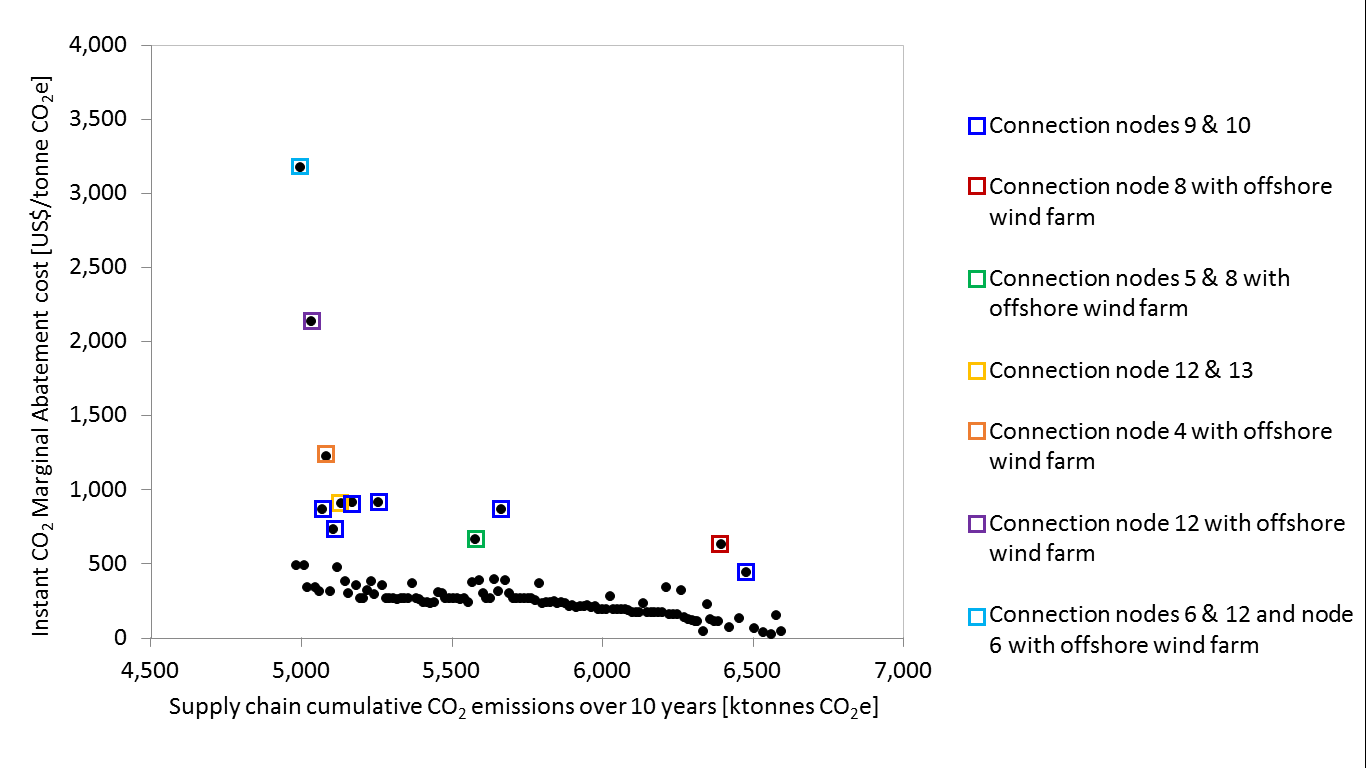 4,000
3,500
3,000
2,500
2,000
1,500
1,000
500
0
Instant CO2 Marginal Abatement cost [US$/tonne CO2e]
4,500 5,000 5,500 6,000 6,500 7,000
Supply chain cumulative CO2 emissions over 10 years [ktonnes CO2e]
Connection nodes 9 & 10
Connection node 8 with offshore
wind farm
Connection nodes 5 & 8 with
offshore wind farm
Connection node 12 & 13
Connection node 4 with offshore
wind farm
Connection node 12 with offshore
wind farm
Connection nodes 6 & 12 and node
6 with offshore wind farm